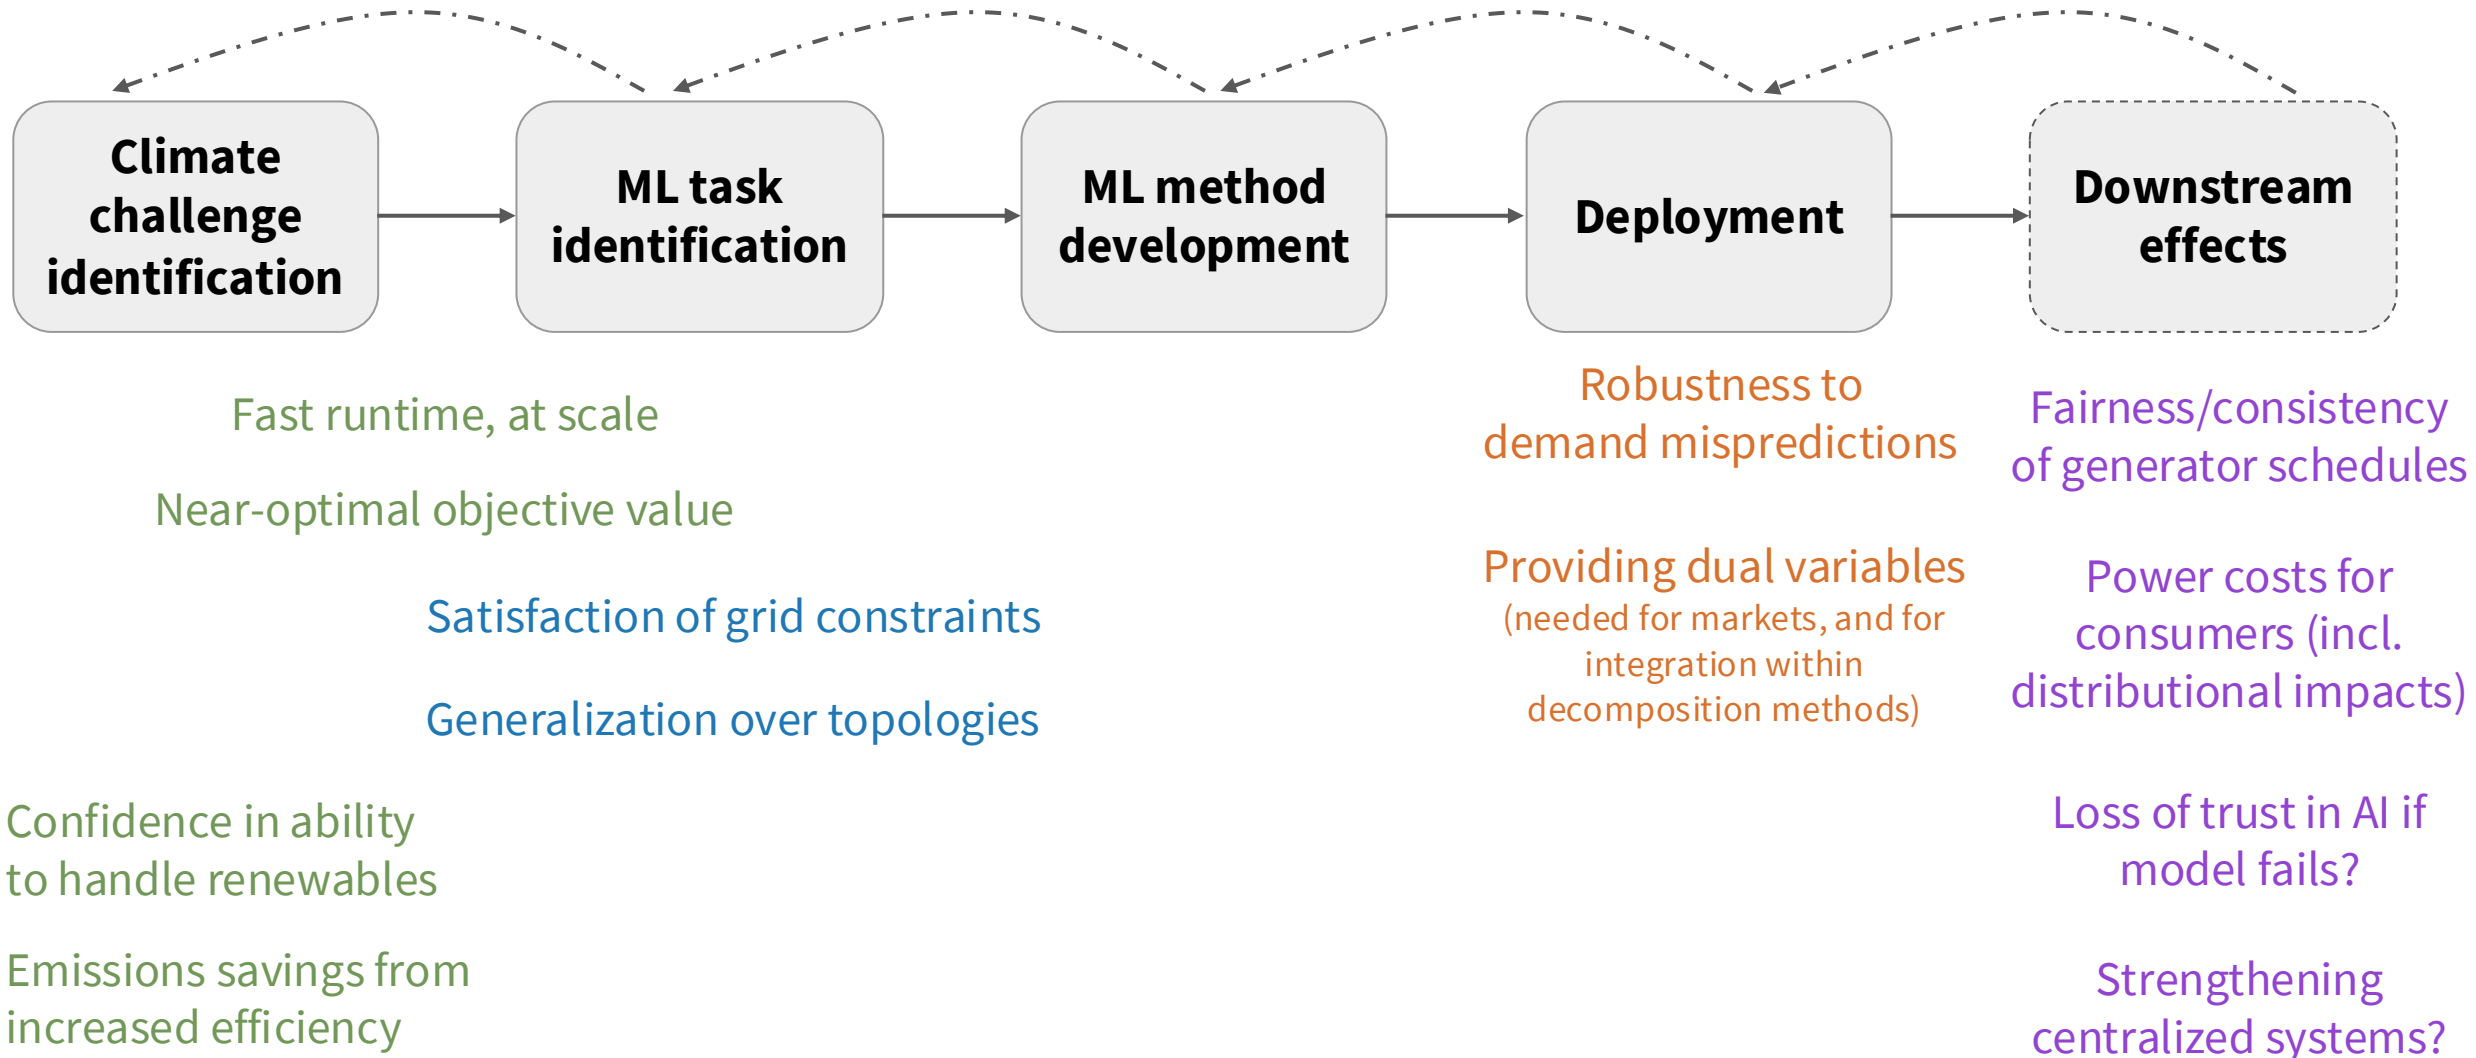 Climate
challenge
identification
ML task
identification
ML method
development
Deployment
Downstream
effects
Fast runtime, at scale
Near-optimal objective value
Satisfaction of grid constraints
Generalization over topologies
Confidence in ability
to handle renewables
Emissions savings from
increased efficiency
Robustness to
demand mispredictions
Providing dual variables
(needed for markets, and for
integration within
decomposition methods)
Fairness/consistency
of generator schedules
Power costs for
consumers (incl.
distributional impacts)
Loss of trust in AI if
model fails?
Strengthening
centralized systems?